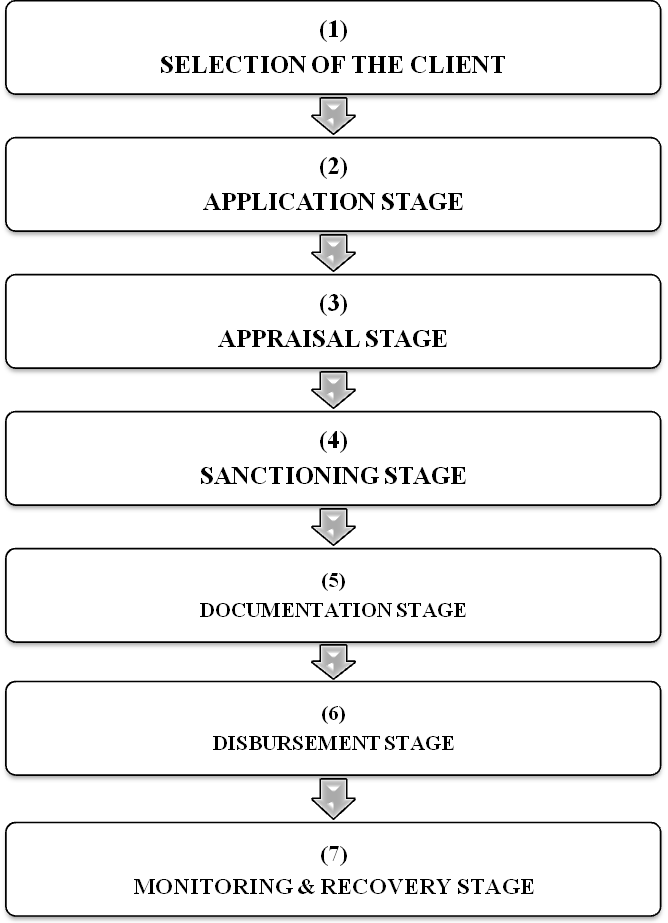 (1)
SELECTION OF THE CLIENT
(2)
APPLICATION STAGE
(3)
APPRAISAL STAGE
(4)
SANCTIONING STAGE
(5)
DOCUMENTATION STAGE
(6)
DISBURSEMENT STAGE
(7)
MONITORING & RECOVERY STAGE